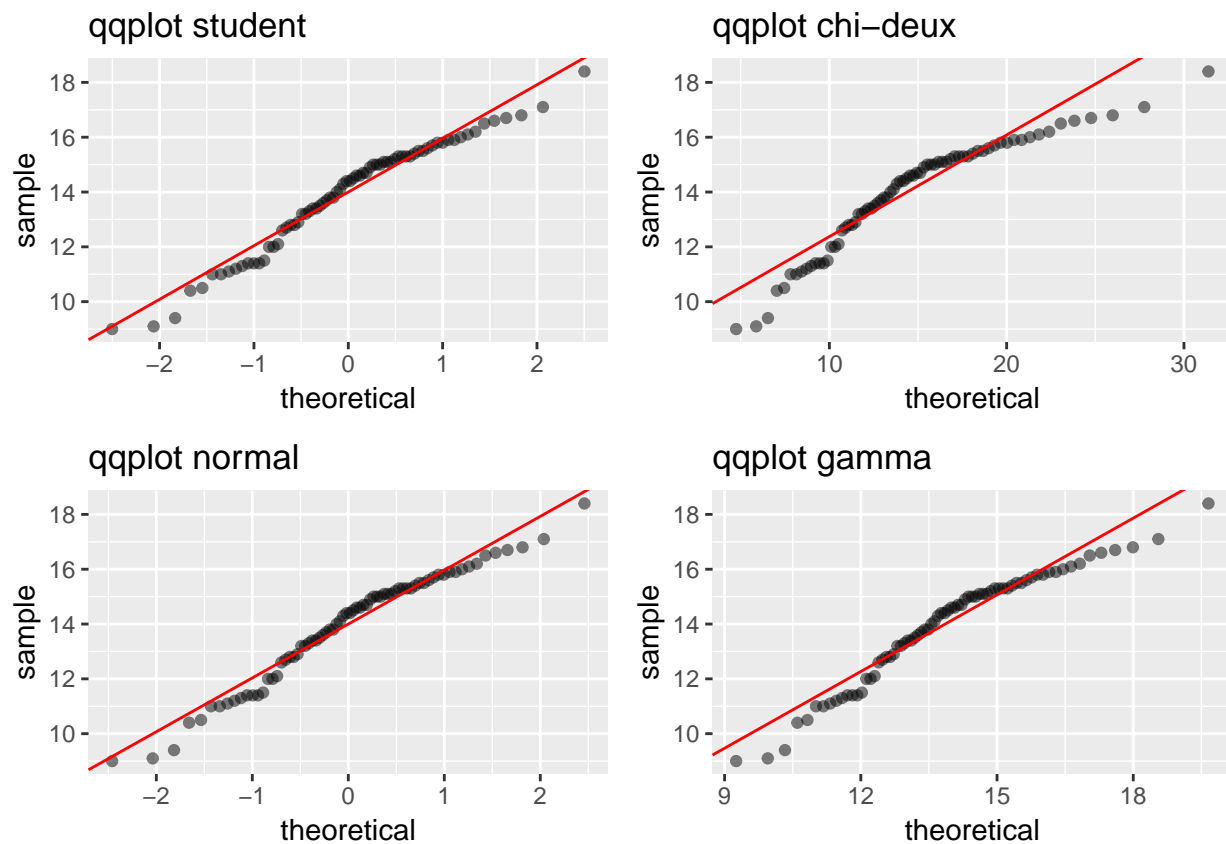 qqplot student
18
16
14
12
10
sample
−2 −1 0 1 2
theoretical
qqplot chi−deux
18
16
14
12
10
sample
10 20 30
theoretical
qqplot normal
18
16
14
12
10
sample
−2 −1 0 1 2
theoretical
qqplot gamma
18
16
14
12
10
sample
9 12 15 18
theoretical